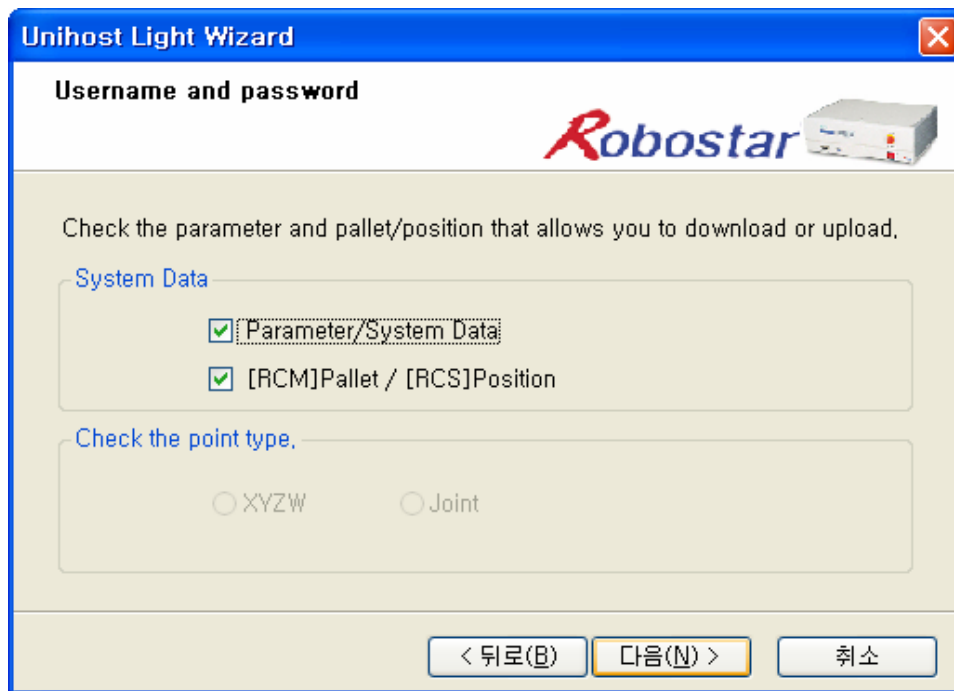 Unihost Light Wizard
Username and password
Robostar
Check the parameter and pallet/position that allows you to download or upload,
System Data
Parameter/System Data
[RCM]Pallet / [RCS]Position
Check the point type,
XYZW
Joint
< 뒤로(B)
다음(N) >
취소